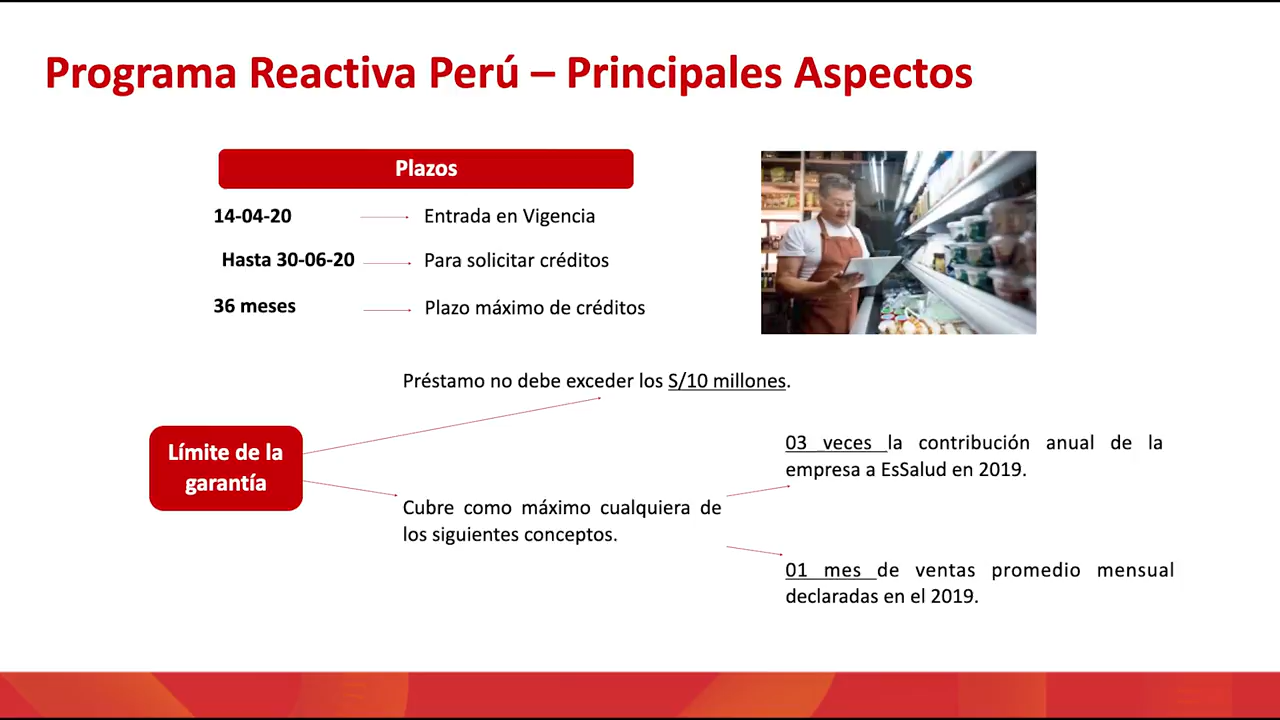 Programa Reactiva Perú – Principales Aspectos
Plazos
14-04-20 Entrada en Vigencia
Hasta 30-06-20 Para solicitar créditos
36 meses Plazo máximo de créditos
Préstamo no debe exceder los S/10 millones.
Límite de la
garantía
Cubre como máximo cualquiera de
los siguientes conceptos.
03 veces la contribución anual de la
empresa a EsSalud en 2019.
01 mes de ventas promedio mensual
declaradas en el 2019.